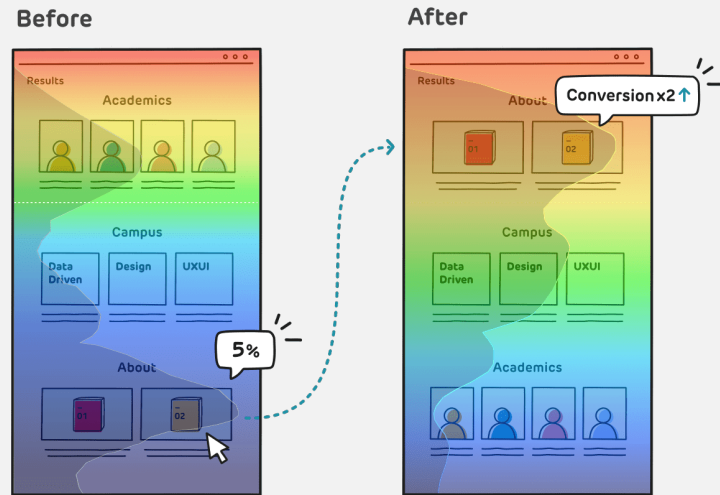 Before
Results
Academics
Campus
Data
Driven
Design
UXUI
5%
About
01
02
After
Results
About
Conversion x2↑
01
02
Campus
Data
Driven
Design
UXUI
Academics